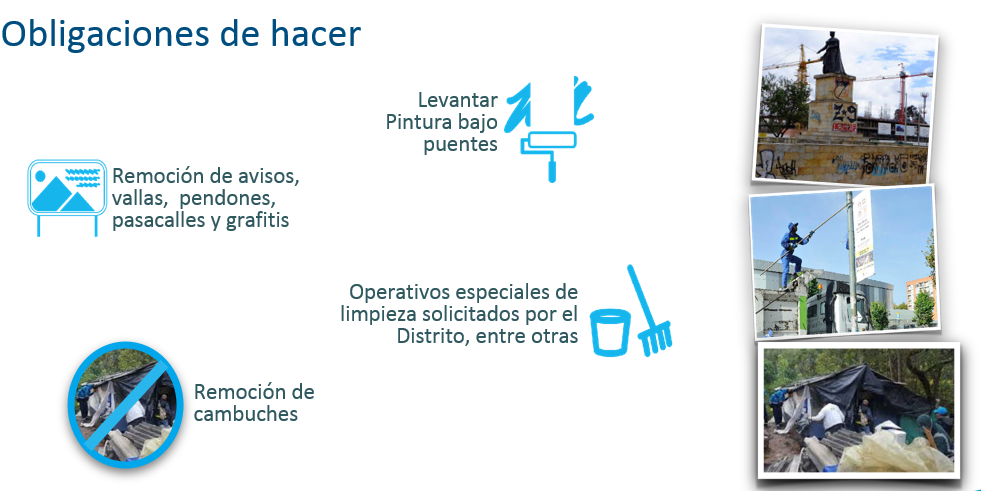 Obligaciones de hacer
Levantar
Pintura bajo
puentes
Remoción de avisos,
vallas, pendones,
pasacalles y grafitis
Operativos especiales de
limpieza solicitados por el
Distrito, entre otras
Remoción de
cambuches